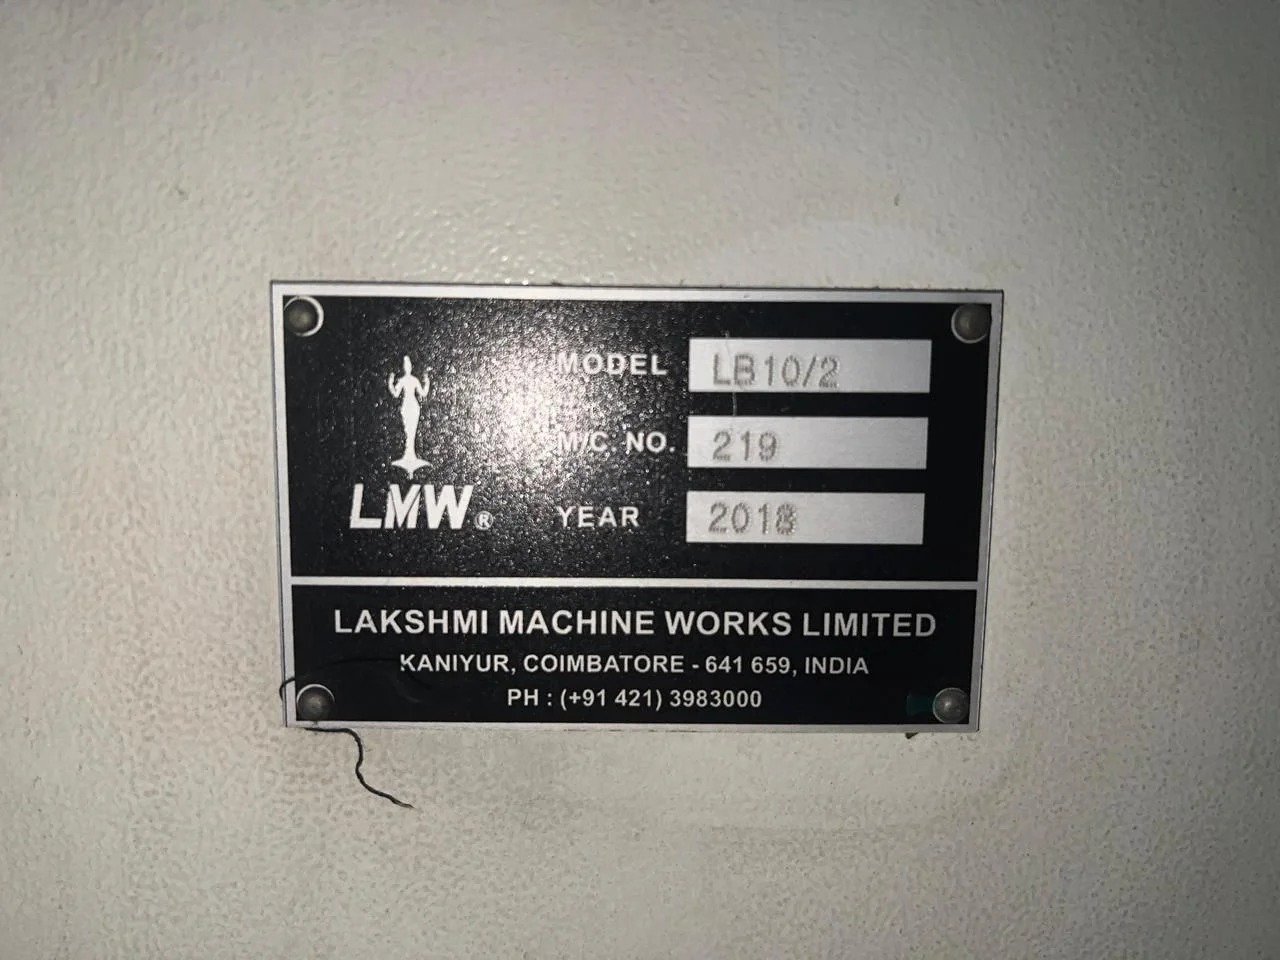 MODEL LB10/2
M/C. NO. 219
LMW®
YEAR 2018
LAKSHMI MACHINE WORKS LIMITED
KANIYUR, COIMBATORE - 641 659, INDIA
PH : (+91 421) 3983000